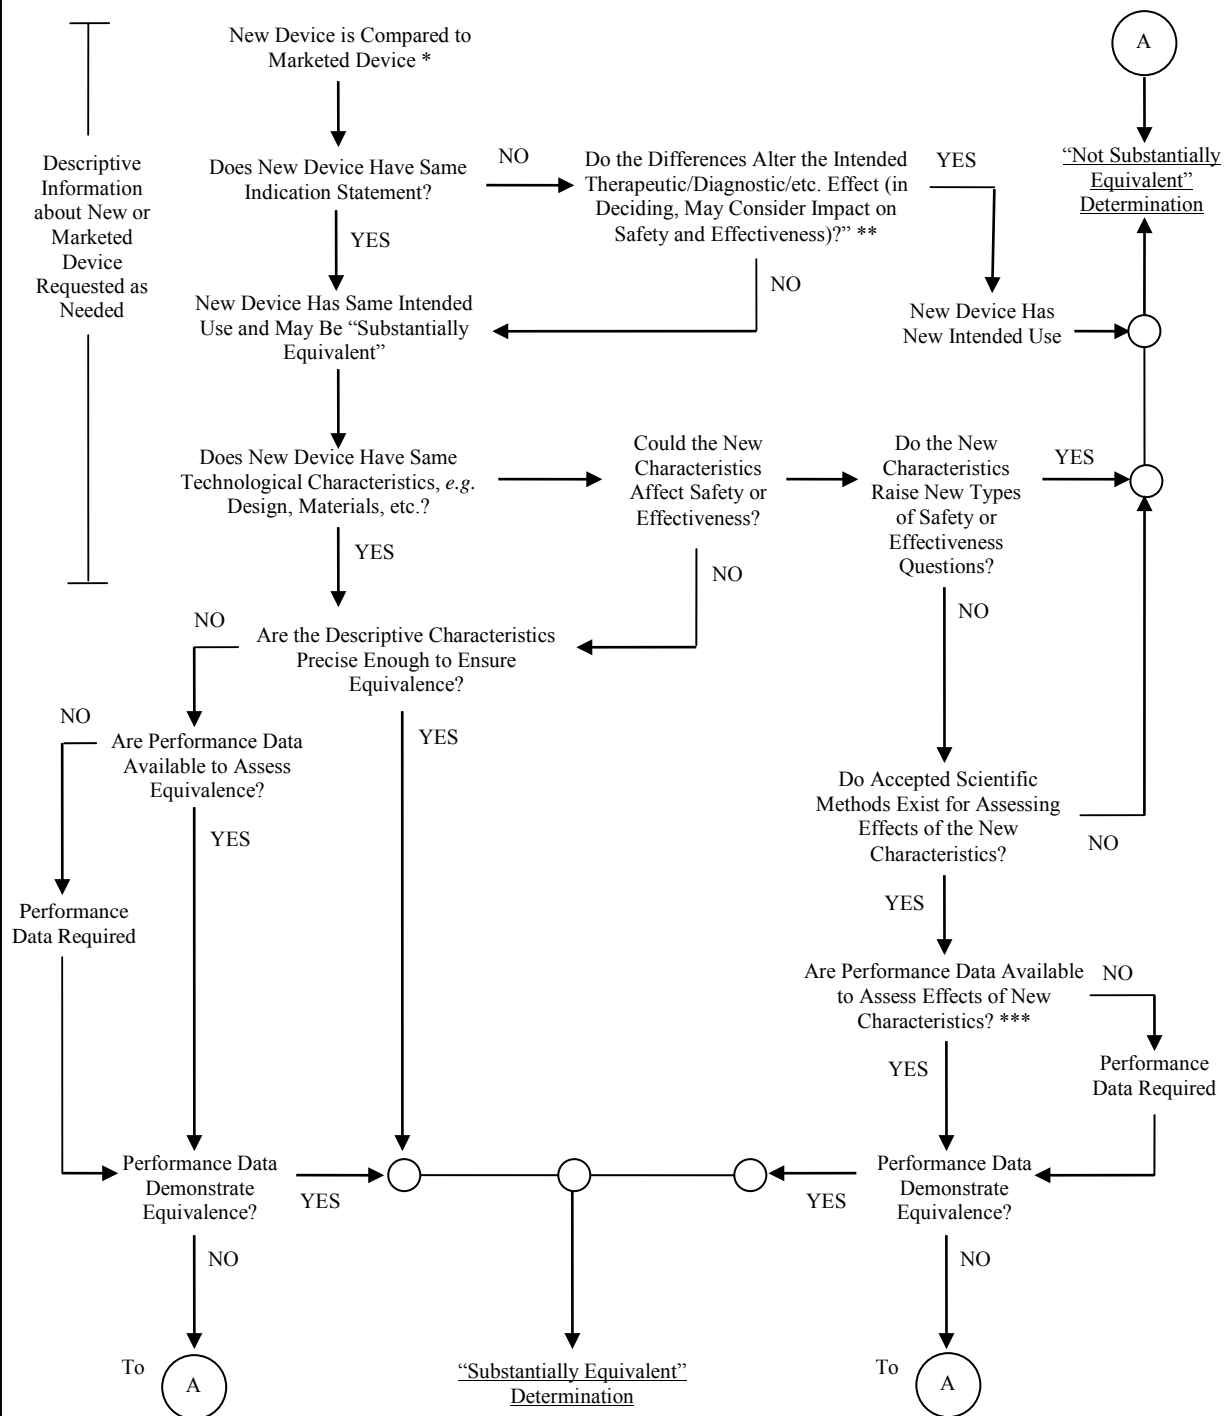 New Device is Compared to
Marketed Device *
A
Descriptive
Information
about New or
Marketed
Device
Requested as
Needed
Does New Device Have Same
Indication Statement?
NO
Do the Differences Alter the Intended
Therapeutic/Diagnostic/etc. Effect (in
Deciding, May Consider Impact on
Safety and Effectiveness)?” **
YES
“Not Substantially
Equivalent”
Determination
YES
NO
New Device Has Same Intended
Use and May Be “Substantially
Equivalent”
New Device Has
New Intended Use
Does New Device Have Same
Technological Characteristics, e.g.
Design, Materials, etc.?
Could the New
Characteristics
Affect Safety or
Effectiveness?
Do the New
Characteristics
Raise New Types
of Safety or
Effectiveness
Questions?
YES
YES
NO
NO
NO
Are the Descriptive Characteristics
Precise Enough to Ensure
Equivalence?
NO
Are Performance Data
Available to Assess
Equivalence?
YES
Do Accepted Scientific
Methods Exist for Assessing
Effects of the New
Characteristics?
NO
YES
YES
Performance
Data Required
Are Performance Data Available
to Assess Effects of New
Characteristics? ***
NO
YES
Performance
Data Required
Performance Data
Demonstrate
Equivalence?
YES
YES
Performance Data
Demonstrate
Equivalence?
NO
NO
To
A
“Substantially Equivalent”
Determination
To
A